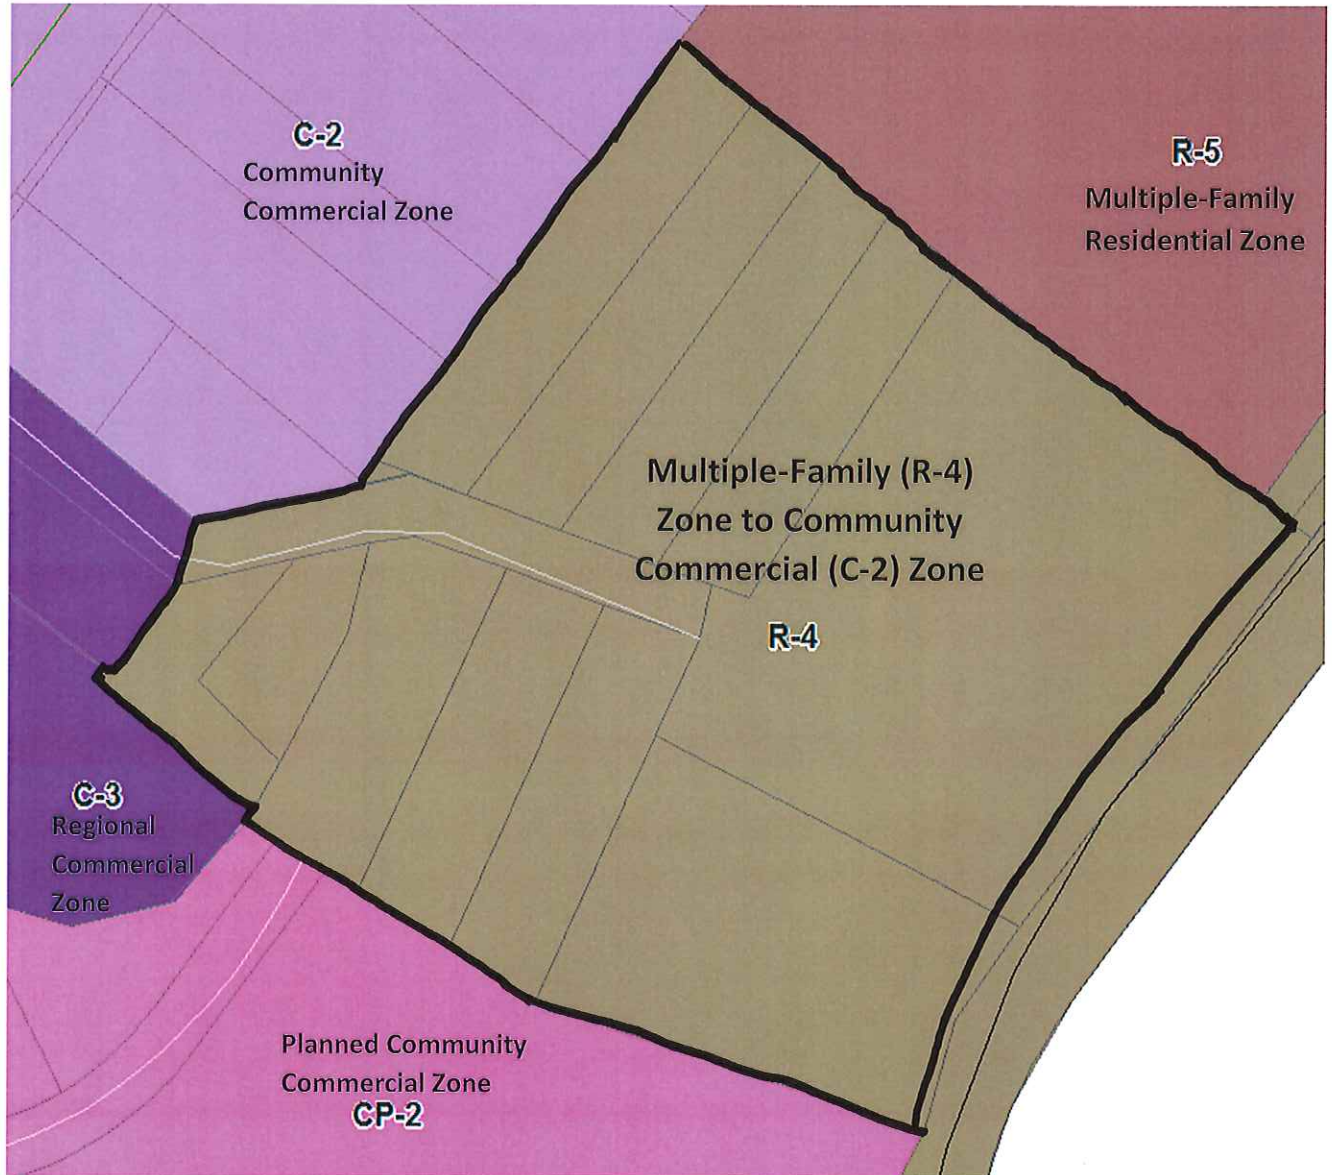 C-2
Community
Commercial Zone
R-5
Multiple-Family
Residential Zone
Multiple-Family (R-4)
Zone to Community
Commercial (C-2) Zone
R-4
C-3
Regional
Commercial
Zone
Planned Community
Commercial Zone
CP-2